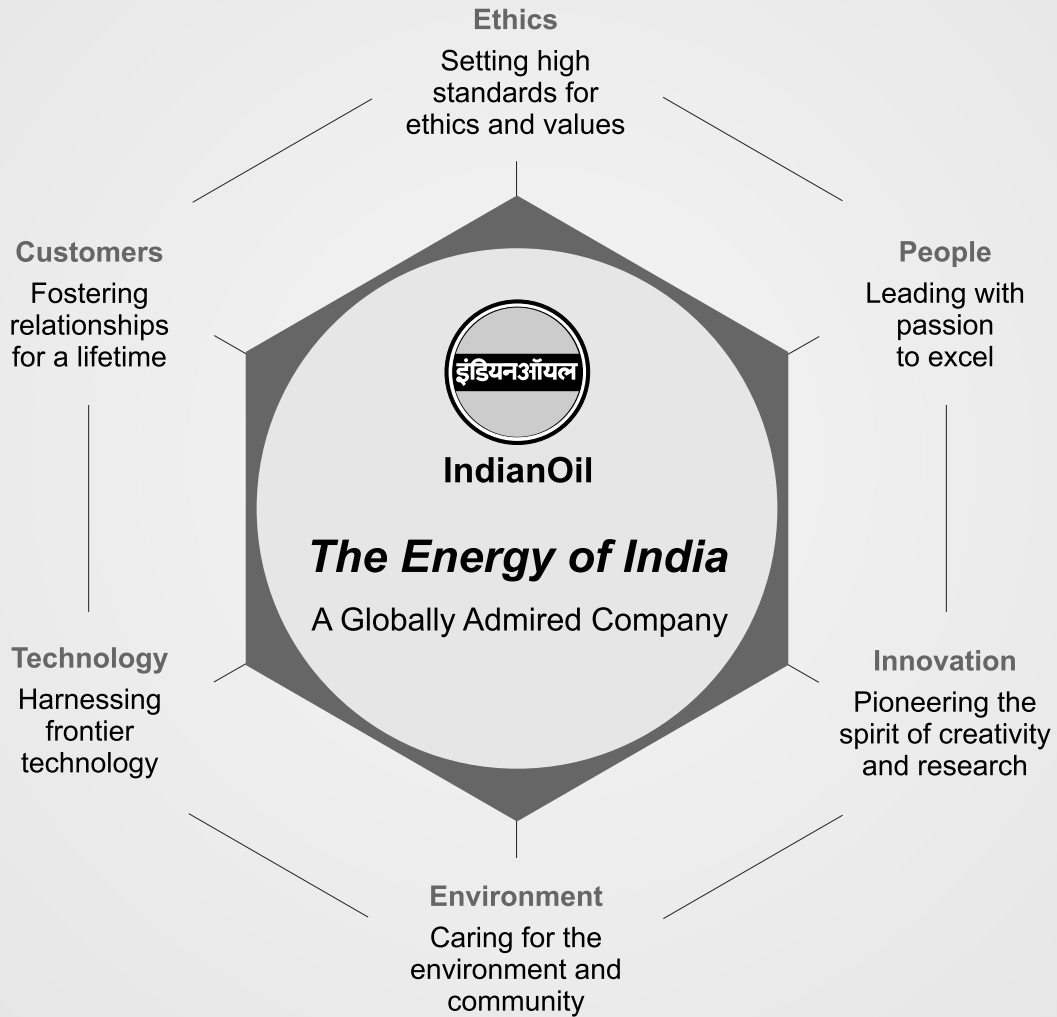 Ethics
Setting high
standards for
ethics and values
Customers
Fostering
relationships
for a lifetime
People
Leading with
passion
to excel
इंडियनऑयल
IndianOil
The Energy of India
A Globally Admired Company
Technology
Harnessing
frontier
technology
Innovation
Pioneering the
spirit of creativity
and research
Environment
Caring for the
environment and
community